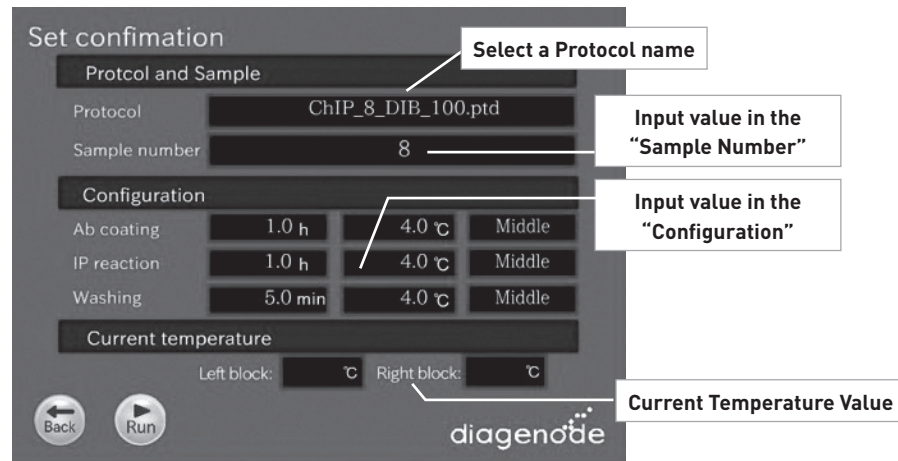 Set confimation
Select a Protocol name
Protcol and Sample
Protocol ChIP_8_DIB_100.ptd
Input value in the
“Sample Number”
Sample number 8
Configuration
Input value in the
“Configuration”
Ab coating 1.0 h 4.0 ℃ Middle
IP reaction 1.0 h 4.0 ℃ Middle
Washing 5.0 min 4.0 ℃ Middle
Current temperature
Left block: ℃ Right block: ℃
Current Temperature Value
Back
Run
diagenode